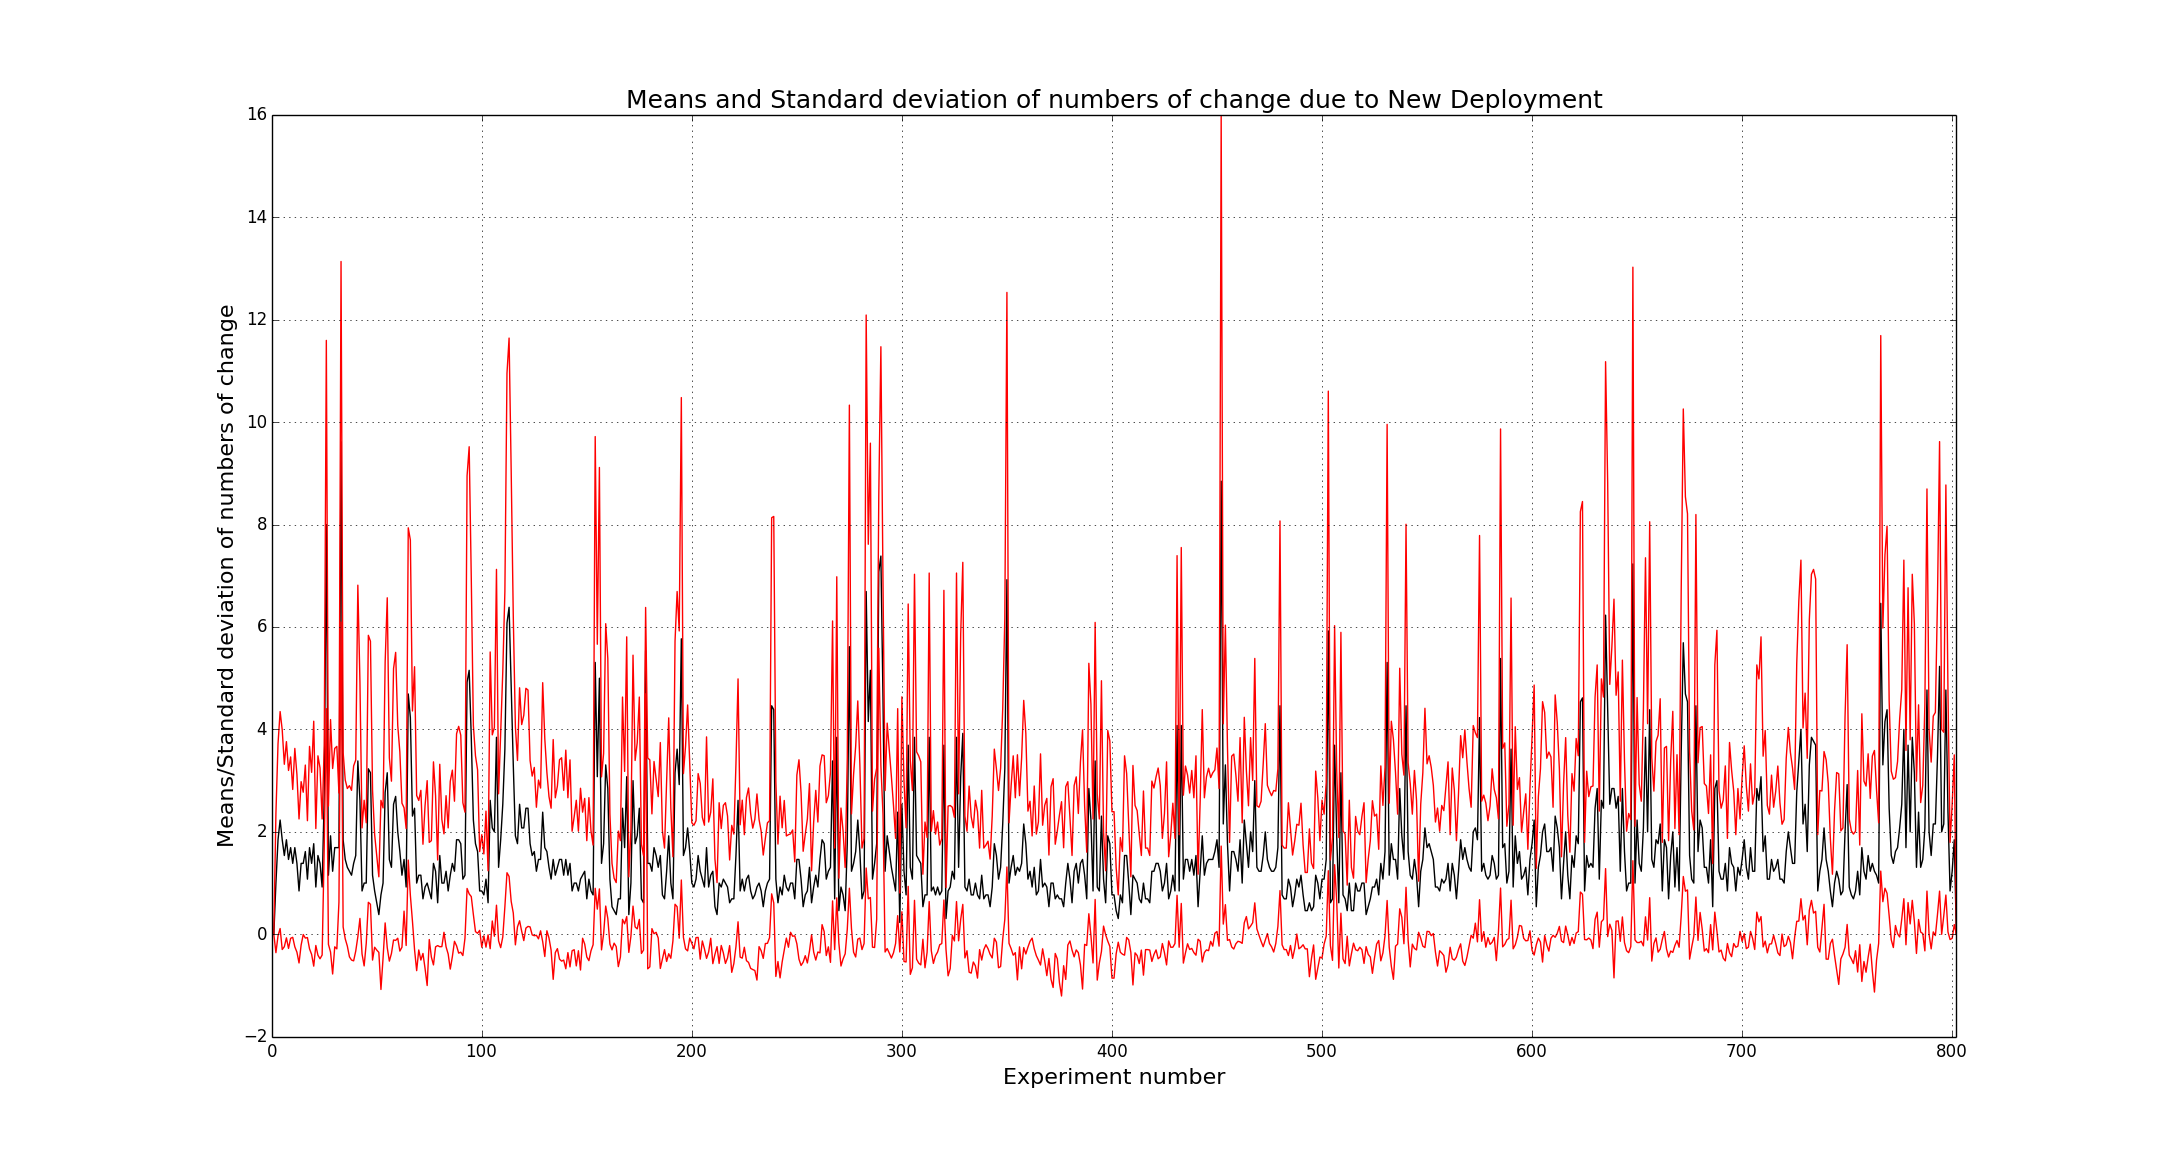 Means and Standard deviation of numbers of change due to New Deployment
Means/Standard deviation of numbers of change
16
14
12
10
8
6
4
2
0
−2
0 100 200 300 400 500 600 700 800
Experiment number